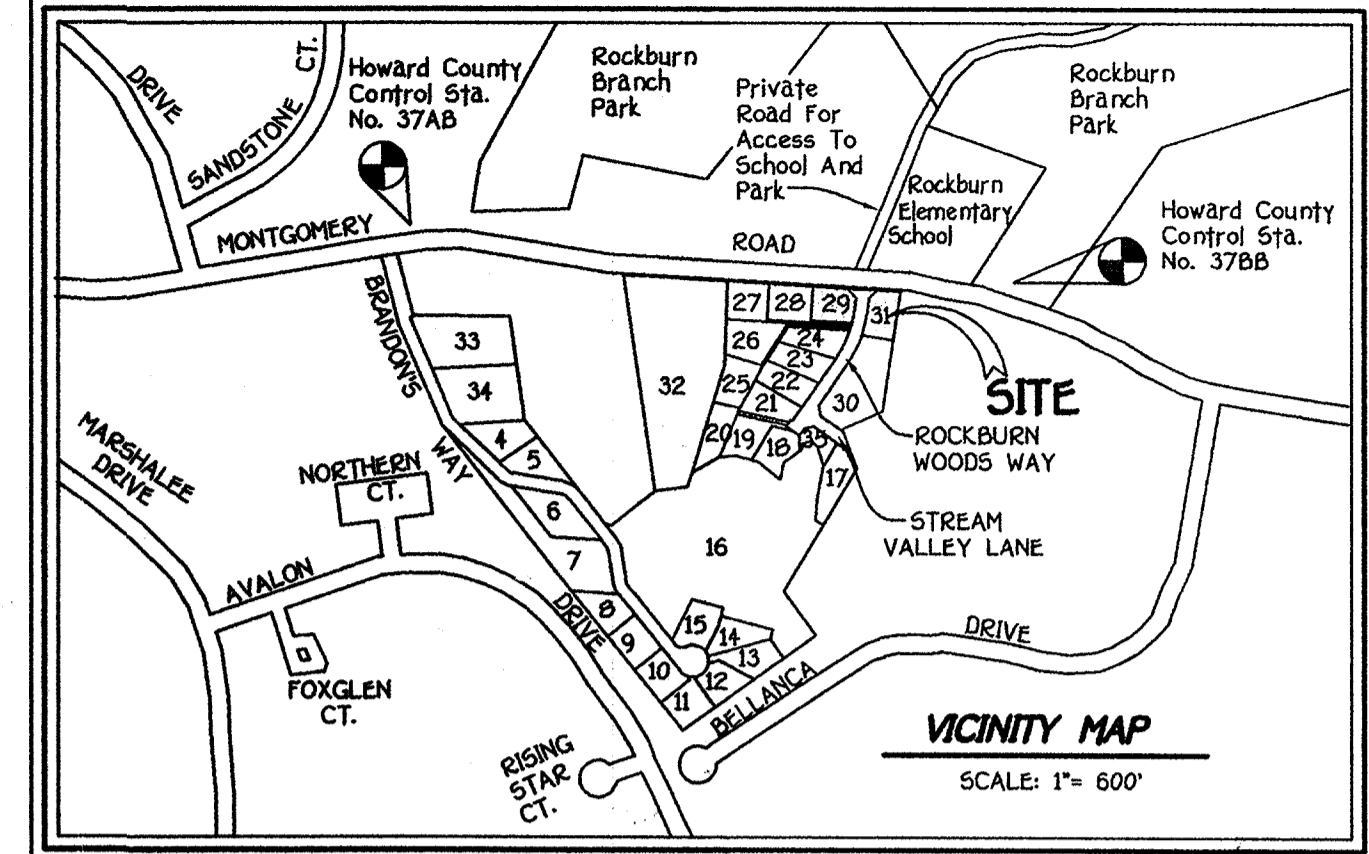 DRIVE
SANDSTONE
CT.
Howard County
Control Sta.
No. 37AB
Rockburn
Branch
Park
Private
Road For
Access To
School And
Park
Rockburn
Branch
Park
Rockburn
Elementary
School
Howard County
Control Sta.
No. 37BB
MONTGOMERY
ROAD
BRANDON'S
WAY
33
34
4
5
6
7
8
9
10
11
12
13
14
15
16
32
27
28
29
31
26
24
23
25
22
21
20
19
18
35
30
17
SITE
ROCKBURN
WOODS WAY
STREAM
VALLEY LANE
MARSHALEE
DRIVE
NORTHERN
CT.
AVALON
DRIVE
FOXGLEN
CT.
RISING
STAR
CT.
BELLANCA
DRIVE
VICINITY MAP
SCALE: 1"= 600'